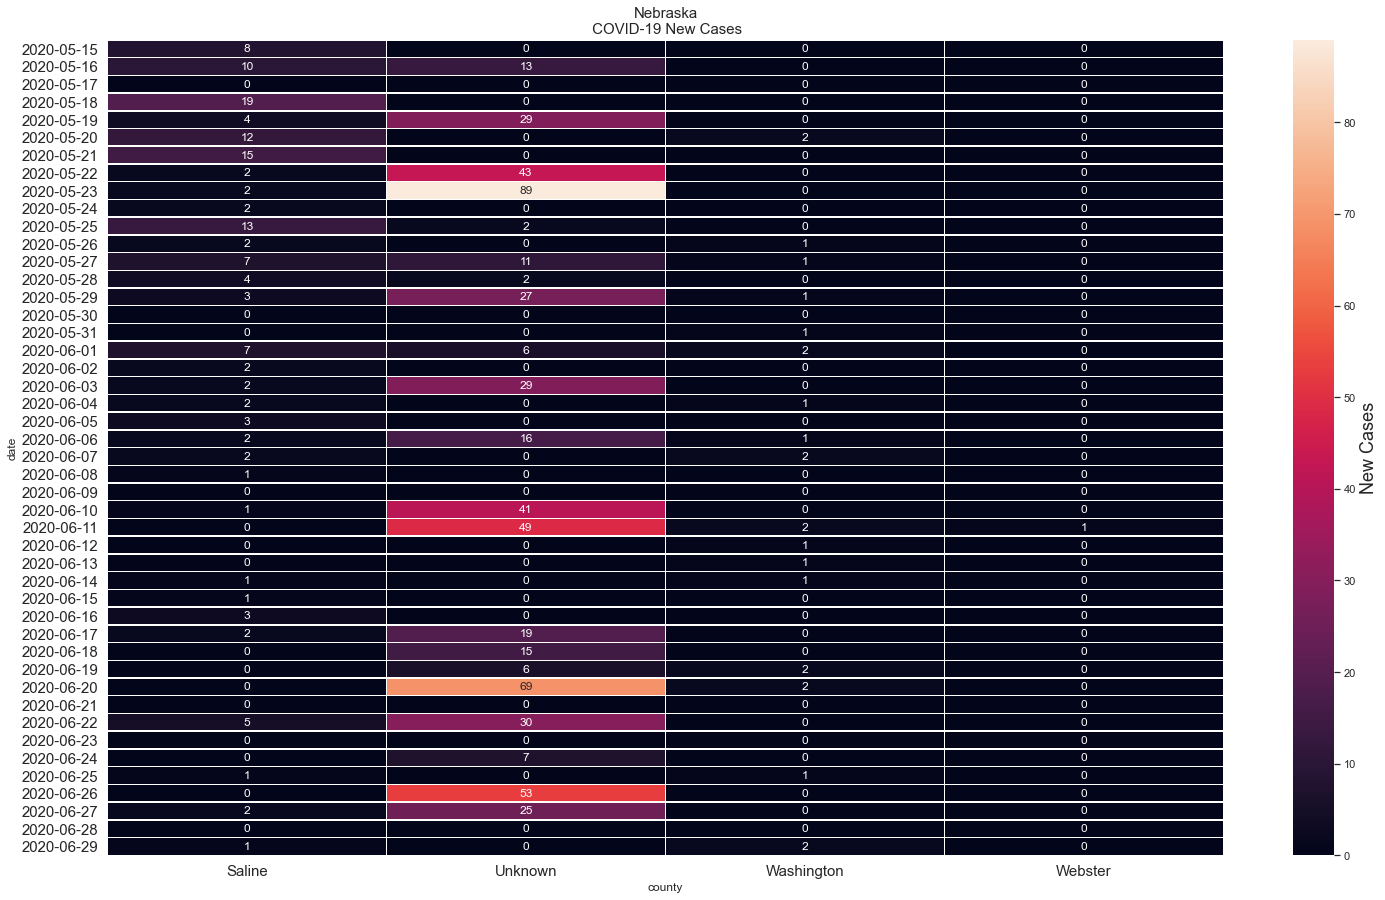 Nebraska
COVID-19 New Cases
2020-05-15 8 0 0 0
2020-05-16 10 13 0 0
2020-05-17 0 0 0 0
2020-05-18 19 0 0 0
2020-05-19 4 29 0 0
2020-05-20 12 0 2 0
2020-05-21 15 0 0 0
2020-05-22 2 43 0 0
2020-05-23 2 89 0 0
2020-05-24 2 0 0 0
2020-05-25 13 2 0 0
2020-05-26 2 0 1 0
2020-05-27 7 11 1 0
2020-05-28 4 2 0 0
2020-05-29 3 27 1 0
2020-05-30 0 0 0 0
2020-05-31 0 0 1 0
2020-06-01 7 6 2 0
2020-06-02 2 0 0 0
2020-06-03 2 29 0 0
2020-06-04 2 0 1 0
2020-06-05 3 0 0 0
2020-06-06 2 16 1 0
2020-06-07 2 0 2 0
2020-06-08 1 0 0 0
2020-06-09 0 0 0 0
2020-06-10 1 41 0 0
2020-06-11 0 49 2 1
2020-06-12 0 0 1 0
2020-06-13 0 0 1 0
2020-06-14 1 0 1 0
2020-06-15 1 0 0 0
2020-06-16 3 0 0 0
2020-06-17 2 19 0 0
2020-06-18 0 15 0 0
2020-06-19 0 6 2 0
2020-06-20 0 69 2 0
2020-06-21 0 0 0 0
2020-06-22 5 30 0 0
2020-06-23 0 0 0 0
2020-06-24 0 7 0 0
2020-06-25 1 0 1 0
2020-06-26 0 53 0 0
2020-06-27 2 25 0 0
2020-06-28 0 0 0 0
2020-06-29 1 0 2 0
Saline Unknown Washington Webster
county
date
80
70
60
50
40
30
20
10
0
New Cases